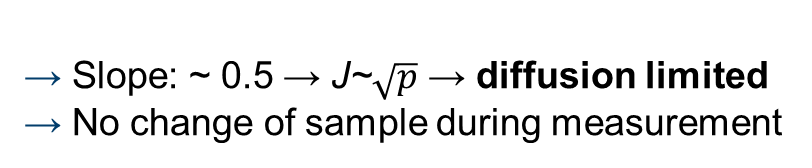 → Slope: ~ 0.5 → J~√p → diffusion limited
→ No change of sample during measurement